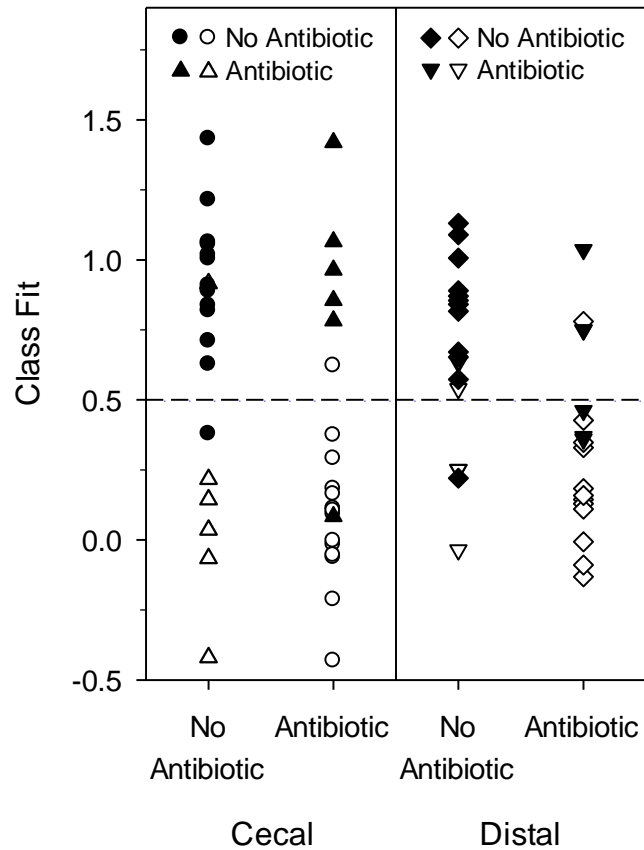 No Antibiotic
Antibiotic
No Antibiotic
Antibiotic
Class Fit
1.5
1.0
0.5
0.0
-0.5
No
Antibiotic
Antibiotic
No
Antibiotic
Antibiotic
Cecal
Distal